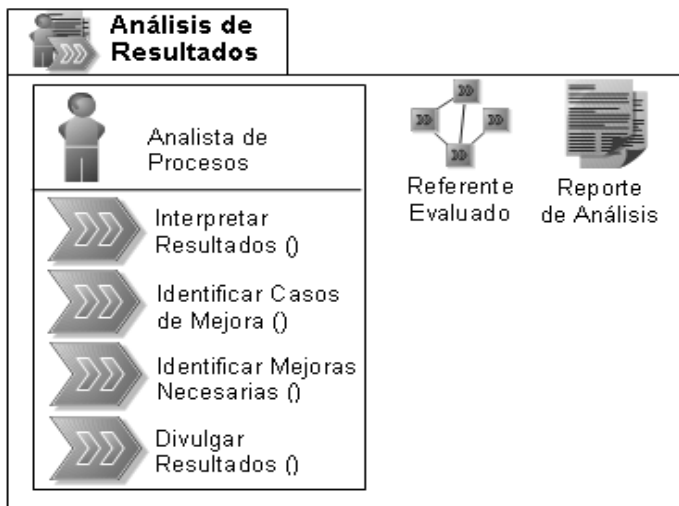 Análisis de
Resultados
Analista de
Procesos
Interpretar
Resultados ()
Identificar Casos
de Mejora ()
Identificar Mejoras
Necesarias ()
Divulgar
Resultados ()
Referente
Evaluado
Reporte
de Análisis